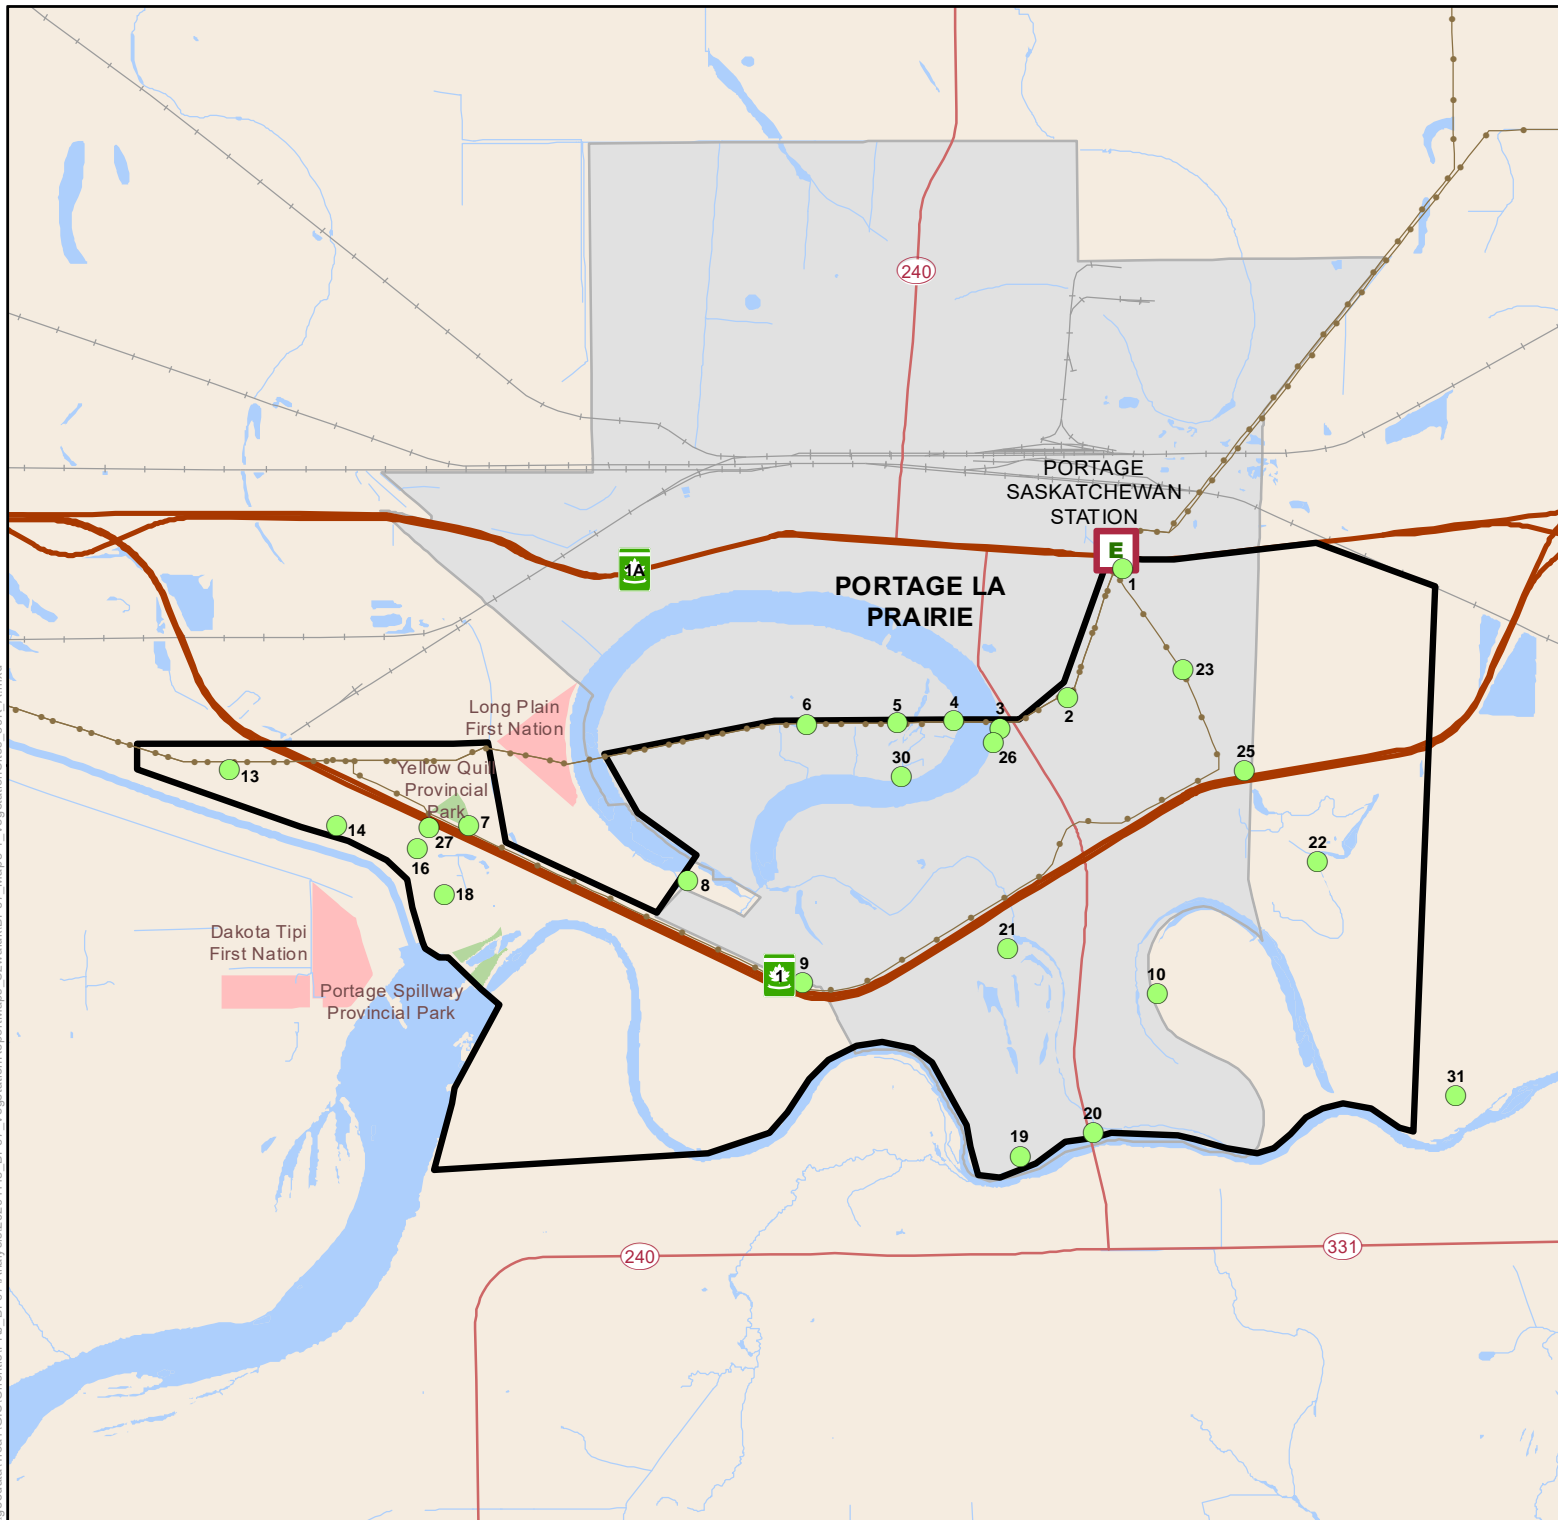 240
PORTAGE
SASKATCHEWAN
STATION
E
1
1A
PORTAGE LA
PRAIRIE
23
2
Long Plain
First Nation
6
5
4
3
26
30
25
13
Yellow Quill
Provincial
Park
7
14
27
16
18
8
22
Dakota Tipi
First Nation
21
9
1
10
Portage Spillway
Provincial Park
31
20
19
240
331